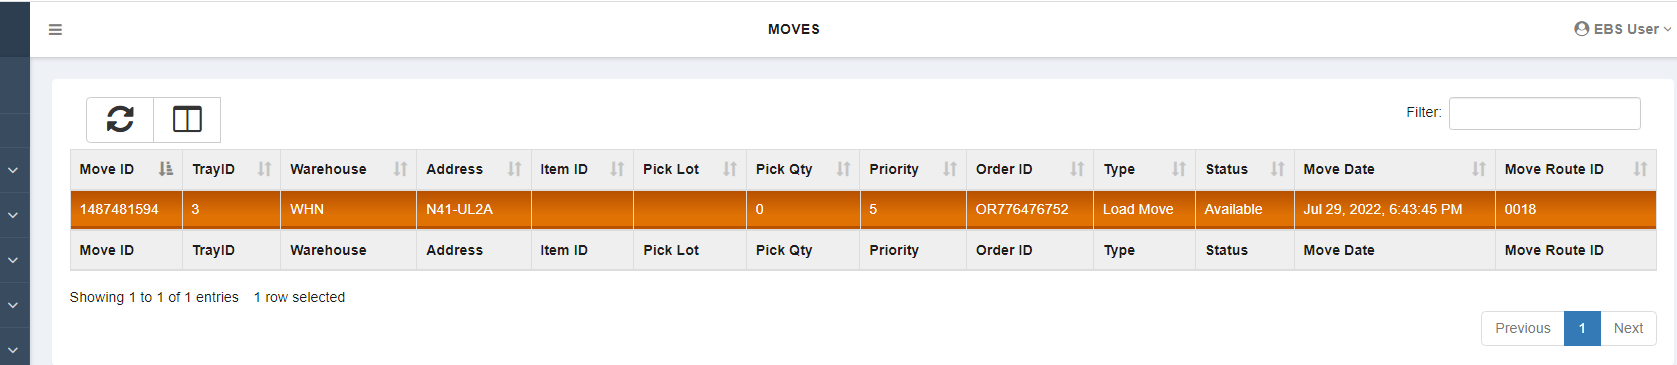 MOVES
EBS User
Filter:
Move ID TrayID Warehouse Address Item ID Pick Lot Pick Qty Priority Order ID Type Status Move Date Move Route ID
1487481594 3 WHN N41-UL2A 0 5 OR776476752 Load Move Available Jul 29, 2022, 6:43:45 PM 0018
Move ID TrayID Warehouse Address Item ID Pick Lot Pick Qty Priority Order ID Type Status Move Date Move Route ID
Showing 1 to 1 of 1 entries 1 row selected
Previous 1 Next